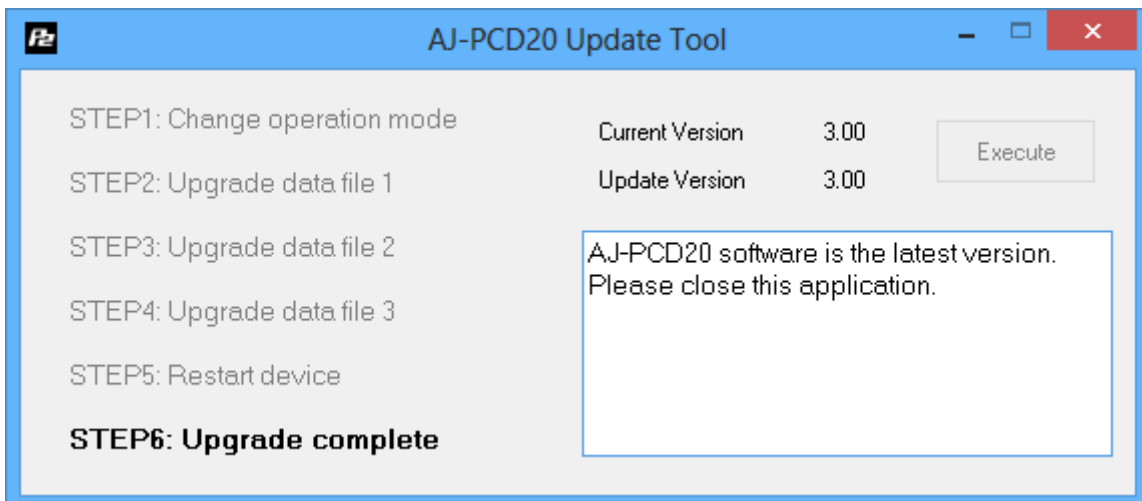 P2
AJ-PCD20 Update Tool
STEP1: Change operation mode
STEP2: Upgrade data file 1
STEP3: Upgrade data file 2
STEP4: Upgrade data file 3
STEP5: Restart device
STEP6: Upgrade complete
Current Version 3.00
Update Version 3.00
Execute
AJ-PCD20 software is the latest version.
Please close this application.